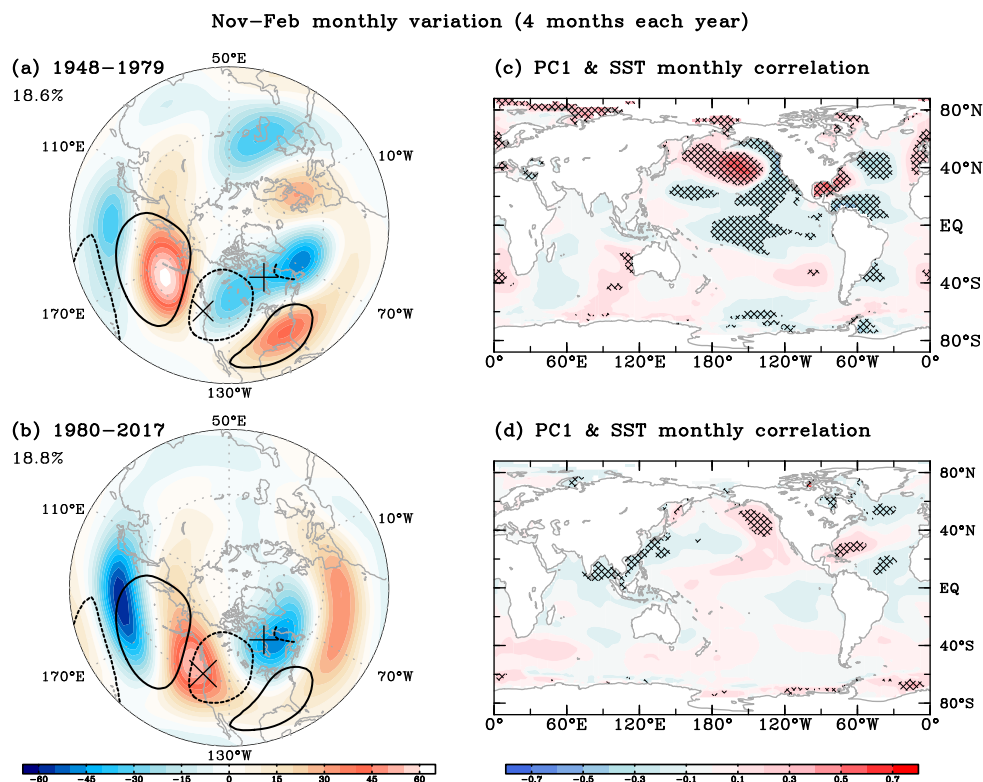 Nov−Feb monthly variation (4 months each year)
(a) 1948−1979
18.6%
50°E
110°E
10°W
170°E
70°W
130°W
(c) PC1 & SST monthly correlation
80°N
40°N
EQ
40°S
80°S
0° 60°E 120°E 180°W 120°W 60°W 0°
(b) 1980−2017
18.8%
50°E
110°E
10°W
170°E
70°W
130°W
(d) PC1 & SST monthly correlation
80°N
40°N
EQ
40°S
80°S
0° 60°E 120°E 180°W 120°W 60°W 0°
−60 −45 −30 −15 0 15 30 45 60
−0.7 −0.5 −0.3 −0.1 0.1 0.3 0.5 0.7